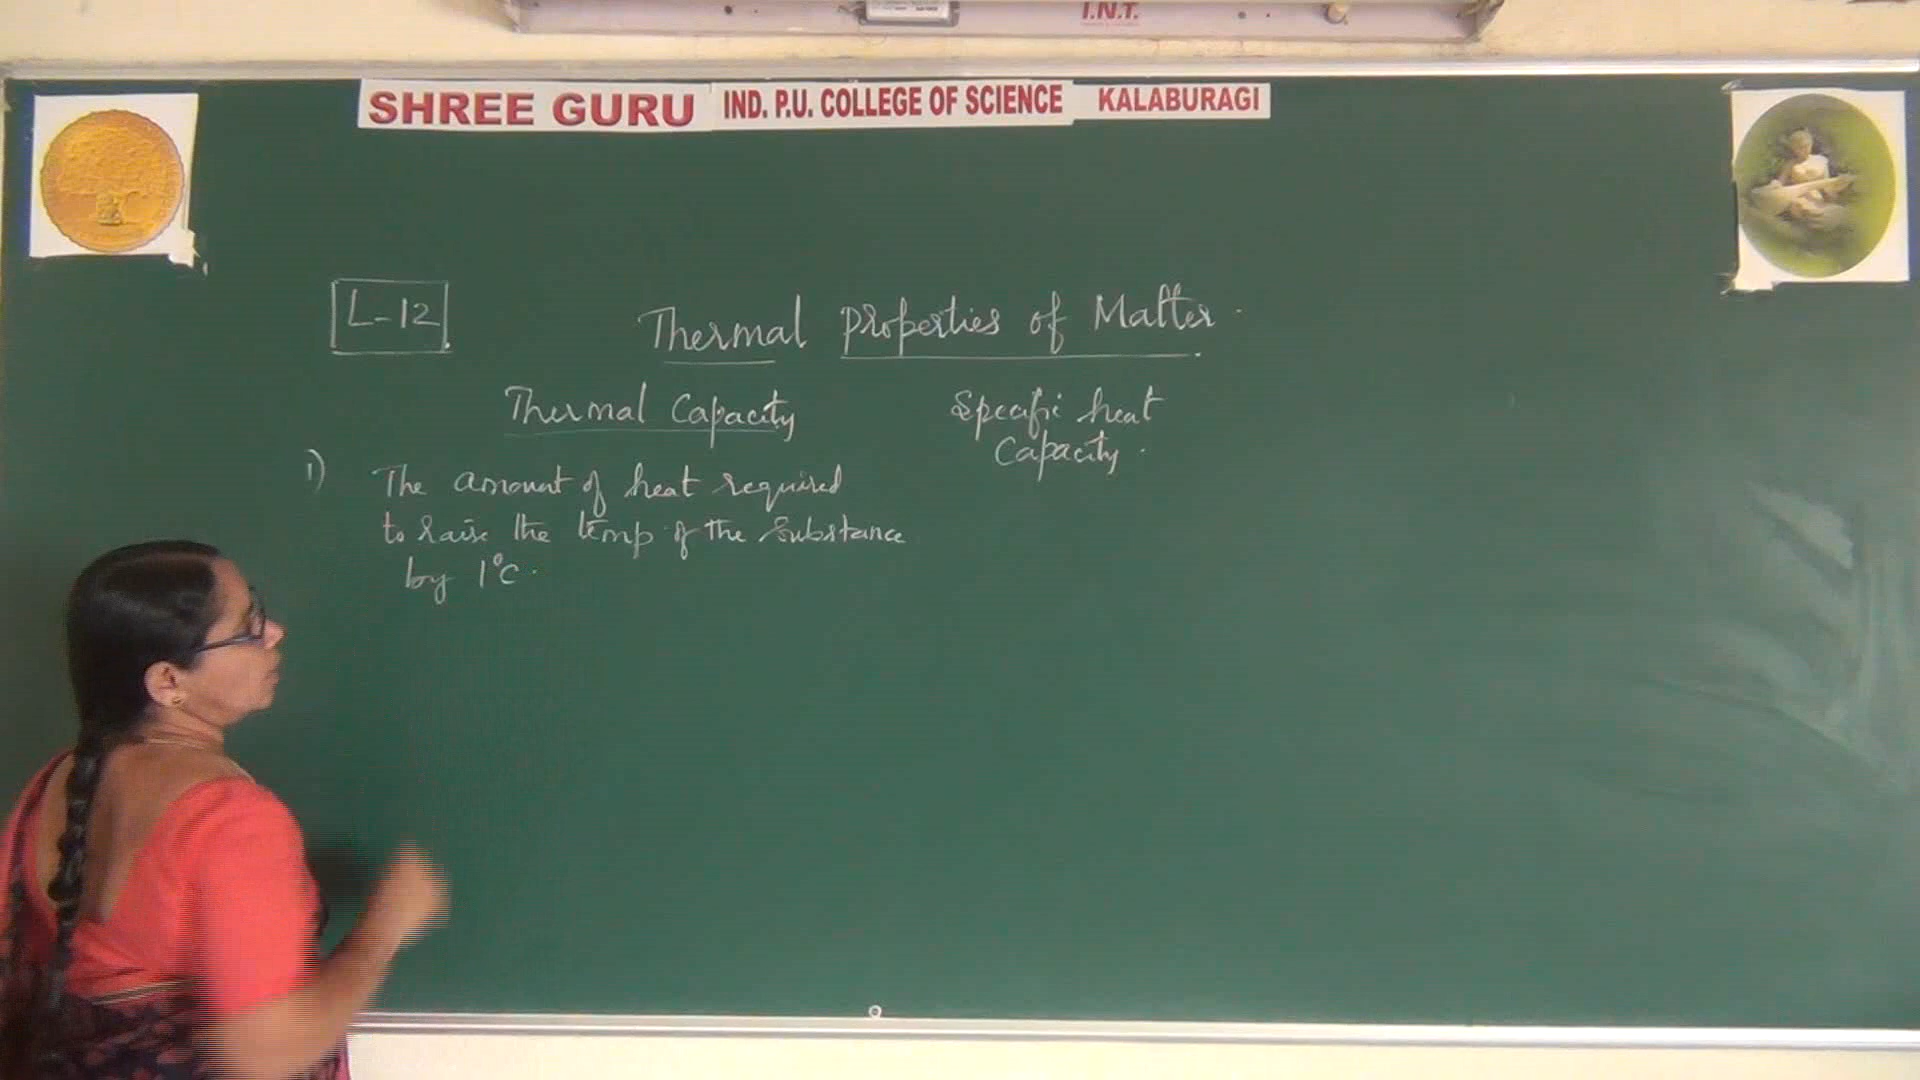 I.N.T.
SHREE GURU IND. P.U. COLLEGE OF SCIENCE KALABURAGI
L-12
Thermal Properties of Matter.
Thermal Capacity
Specific heat
Capacity.
1) The amount of heat required
to raise the temp. of the Substance
by 1°C.